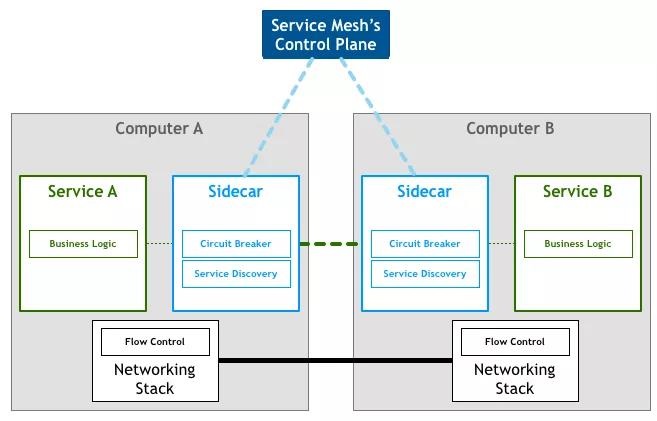 Service Mesh's
Control Plane
Computer A
Computer B
Service A
Sidecar
Sidecar
Service B
Business Logic
Circuit Breaker
Circuit Breaker
Business Logic
Service Discovery
Service Discovery
Flow Control
Flow Control
Networking
Stack
Networking
Stack